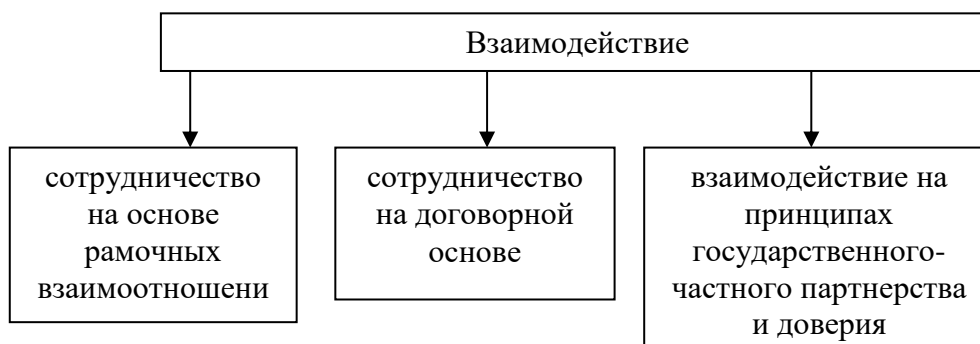 Взаимодействие
сотрудничество
на основе
рамочных
взаимоотношени
сотрудничество
на договорной
основе
взаимодействие на
принципах
государственного-
частного партнерства
и доверия